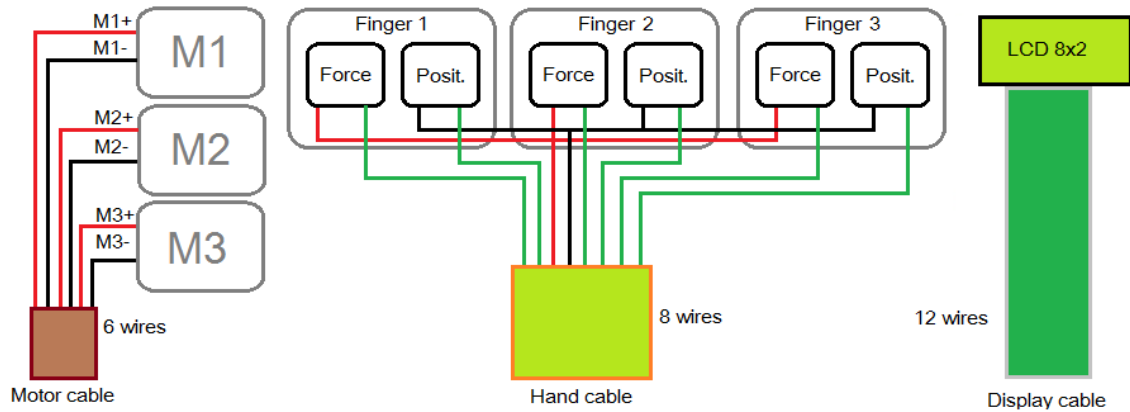 M1+
M1-
M1
M2+
M2-
M2
M3+
M3-
M3
6 wires
Motor cable
Finger 1
Force
Posit.
Finger 2
Force
Posit.
Finger 3
Force
Posit.
8 wires
Hand cable
LCD 8x2
12 wires
Display cable